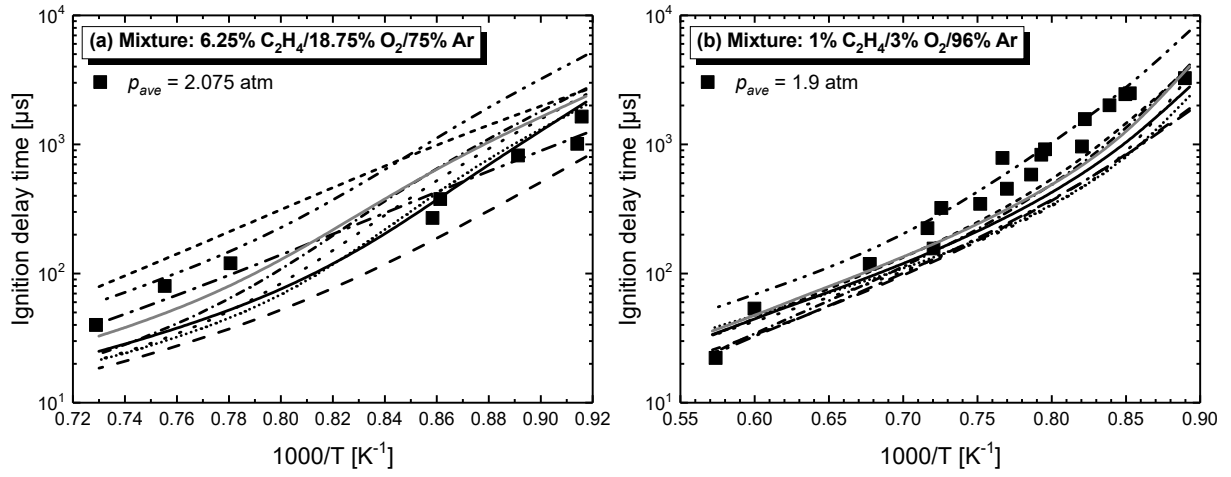 (a) Mixture: 6.25% C₂H₄/18.75% O₂/75% Ar
p_ave = 2.075 atm
Ignition delay time [µs]
10⁴
10³
10²
10¹
0.72 0.74 0.76 0.78 0.80 0.82 0.84 0.86 0.88 0.90 0.92
1000/T [K⁻¹]
(b) Mixture: 1% C₂H₄/3% O₂/96% Ar
p_ave = 1.9 atm
Ignition delay time [µs]
10⁴
10³
10²
10¹
0.55 0.60 0.65 0.70 0.75 0.80 0.85 0.90
1000/T [K⁻¹]